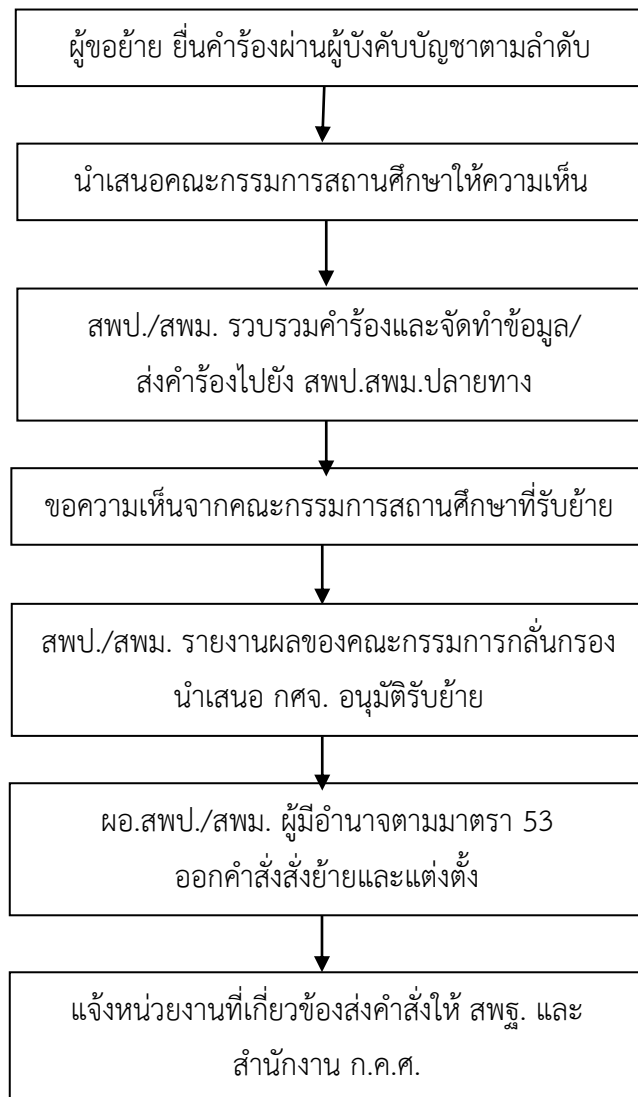 ผู้ขอย้าย ยื่นคำร้องผ่านผู้บังคับบัญชาตามลำดับ
นำเสนอคณะกรรมการสถานศึกษาให้ความเห็น
สพป./สพม. รวบรวมคำร้องและจัดทำข้อมูล/
ส่งคำร้องไปยัง สพป.สพม.ปลายทาง
ขอความเห็นจากคณะกรรมการสถานศึกษาที่รับย้าย
สพป./สพม. รายงานผลของคณะกรรมการกลั่นกรอง
นำเสนอ กศจ. อนุมัติรับย้าย
ผอ.สพป./สพม. ผู้มีอำนาจตามมาตรา 53
ออกคำสั่งสั่งย้ายและแต่งตั้ง
แจ้งหน่วยงานที่เกี่ยวข้องส่งคำสั่งให้ สพฐ. และ
สำนักงาน ก.ค.ศ.